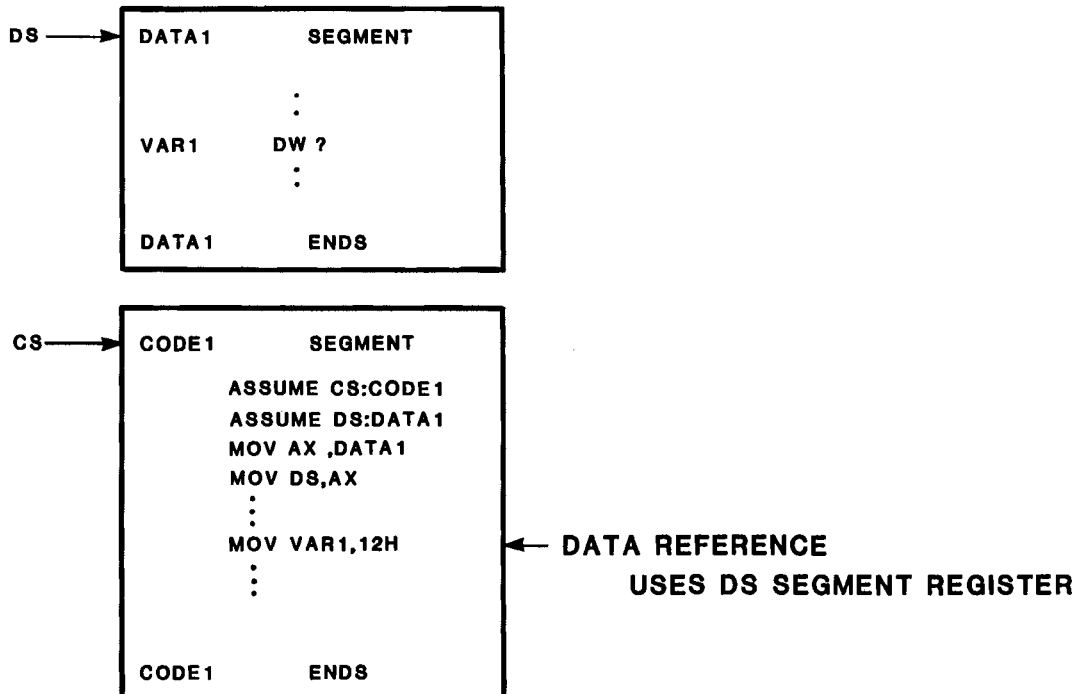 DS DATA1 SEGMENT
VAR1 DW ?
DATA1 ENDS
CS CODE1 SEGMENT
ASSUME CS:CODE1
ASSUME DS:DATA1
MOV AX ,DATA1
MOV DS,AX
MOV VAR1,12H
DATA REFERENCE
USES DS SEGMENT REGISTER
CODE1 ENDS